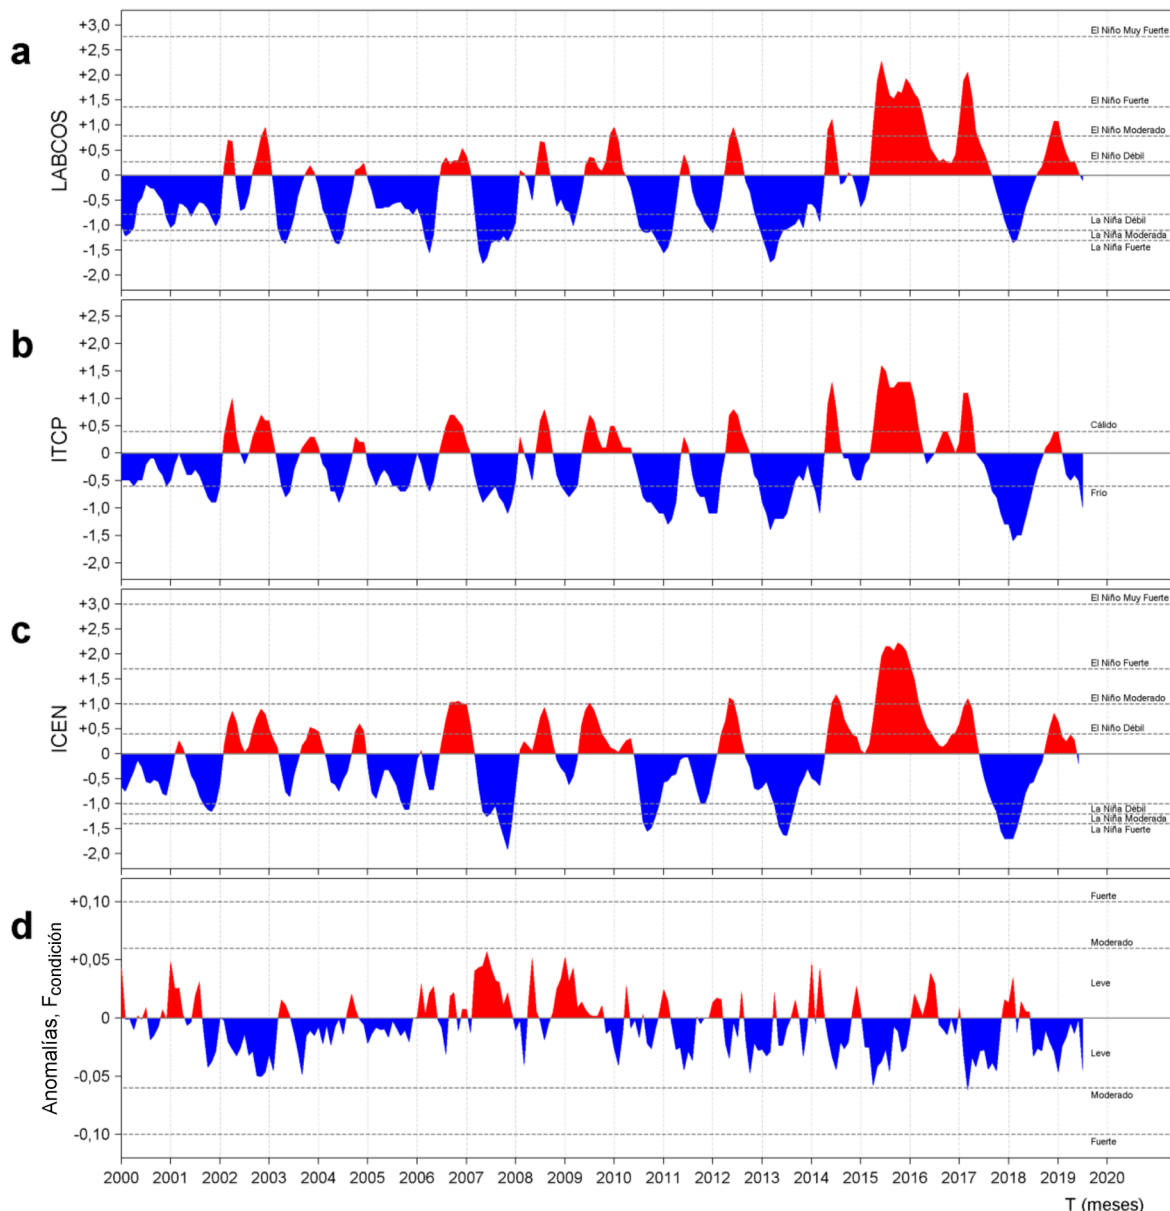 a
LABCOS
+3,0
+2,5
+2,0
+1,5
+1,0
+0,5
0
-0,5
-1,0
-1,5
-2,0
El Niño Muy Fuerte
El Niño Fuerte
El Niño Moderado
El Niño Débil
La Niña Débil
La Niña Moderada
La Niña Fuerte
b
ITCP
+2,5
+2,0
+1,5
+1,0
+0,5
0
-0,5
-1,0
-1,5
-2,0
Cálido
Frío
c
ICEN
+3,0
+2,5
+2,0
+1,5
+1,0
+0,5
0
-0,5
-1,0
-1,5
-2,0
El Niño Muy Fuerte
El Niño Fuerte
El Niño Moderado
El Niño Débil
La Niña Débil
La Niña Moderada
La Niña Fuerte
d
Anomalías, Fcondición
+0,10
+0,05
0
-0,05
-0,10
Fuerte
Moderado
Leve
Leve
Moderado
Fuerte
2000 2001 2002 2003 2004 2005 2006 2007 2008 2009 2010 2011 2012 2013 2014 2015 2016 2017 2018 2019 2020
T (meses)